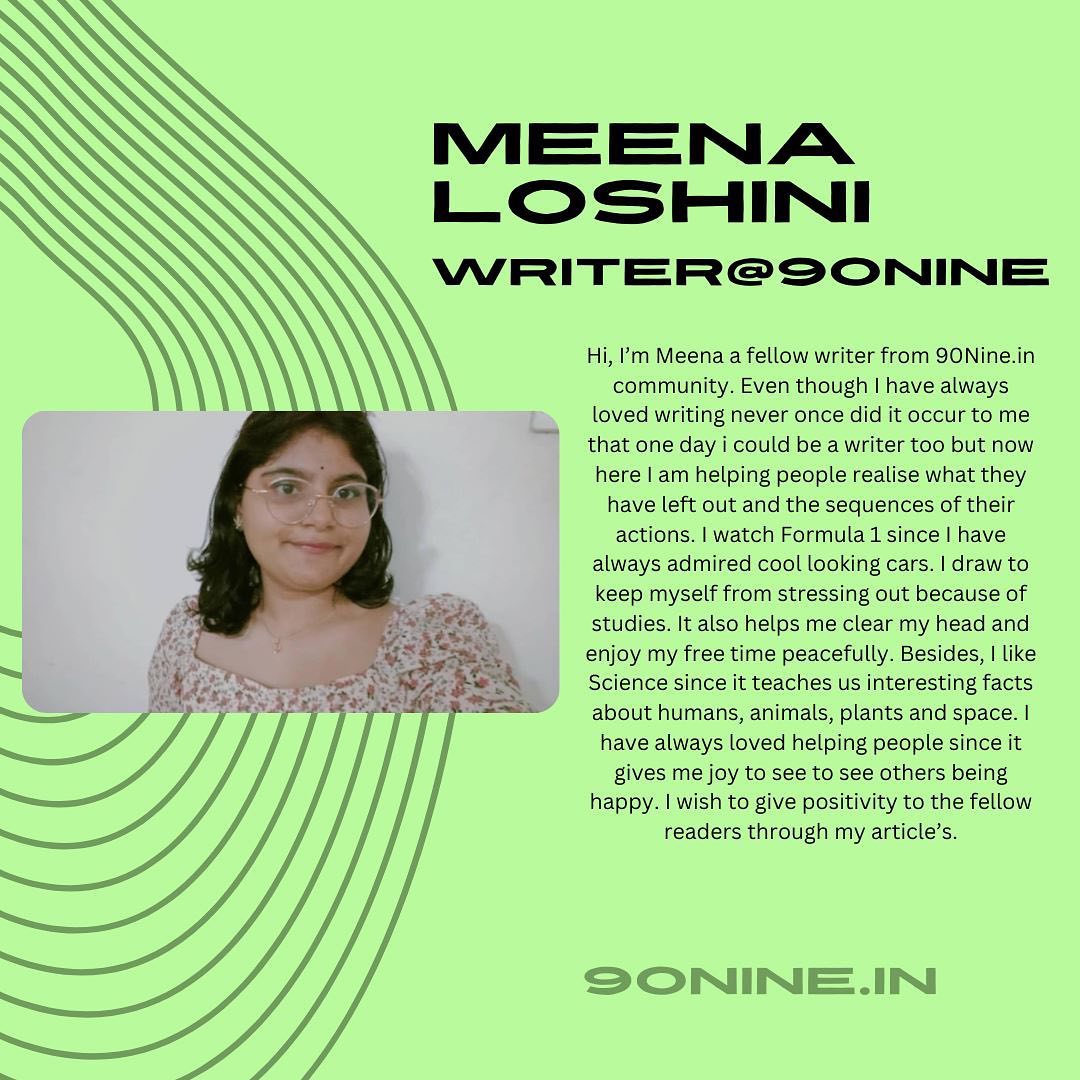 MEENA
LOSHINI
WRITER@90NINE
Hi, I’m Meena a fellow writer from 90Nine.in
community. Even though I have always
loved writing never once did it occur to me
that one day i could be a writer too but now
here I am helping people realise what they
have left out and the sequences of their
actions. I watch Formula 1 since I have
always admired cool looking cars. I draw to
keep myself from stressing out because of
studies. It also helps me clear my head and
enjoy my free time peacefully. Besides, I like
Science since it teaches us interesting facts
about humans, animals, plants and space. I
have always loved helping people since it
gives me joy to see to see others being
happy. I wish to give positivity to the fellow
readers through my article’s.
90NINE.IN